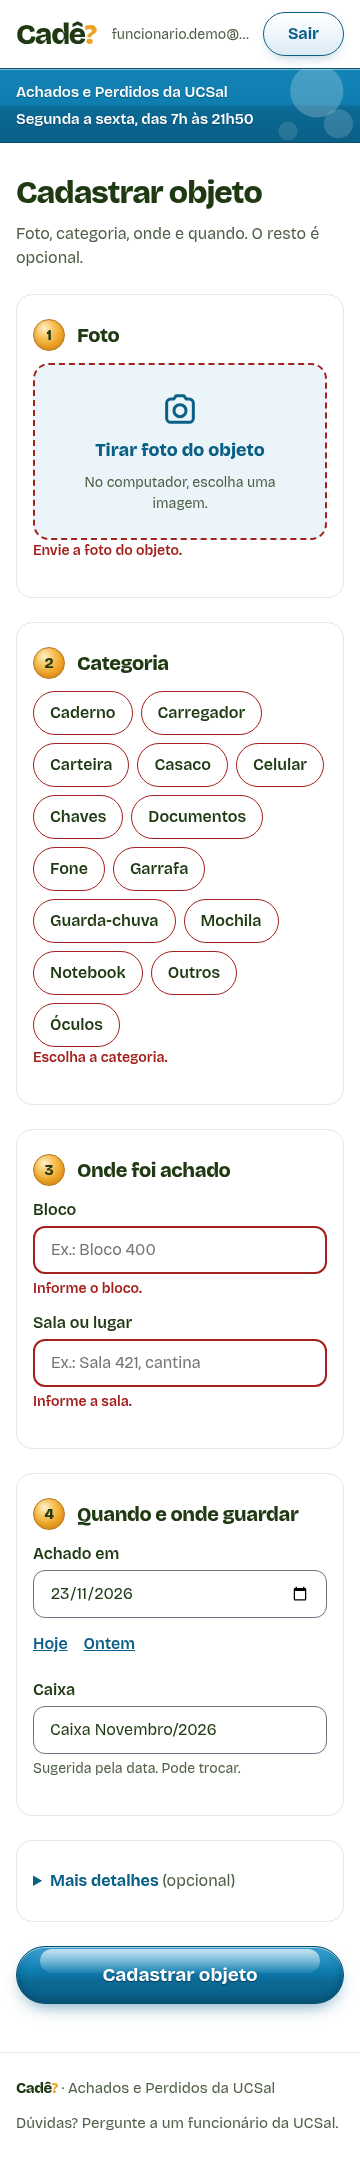 Cadê? funcionario.demo@... Sair
Achados e Perdidos da UCSal
Segunda a sexta, das 7h às 21h50
Cadastrar objeto
Foto, categoria, onde e quando. O resto é
opcional.
1 Foto
Tirar foto do objeto
No computador, escolha uma
imagem.
Envie a foto do objeto.
2 Categoria
Caderno Carregador
Carteira Casaco Celular
Chaves Documentos
Fone Garrafa
Guarda-chuva Mochila
Notebook Outros
Óculos
Escolha a categoria.
3 Onde foi achado
Bloco
Ex.: Bloco 400
Informe o bloco.
Sala ou lugar
Ex.: Sala 421, cantina
Informe a sala.
4 Quando e onde guardar
Achado em
23/11/2026
Hoje Ontem
Caixa
Caixa Novembro/2026
Sugerida pela data. Pode trocar.
Mais detalhes (opcional)
Cadastrar objeto
Cadê? · Achados e Perdidos da UCSal
Dúvidas? Pergunte a um funcionário da UCSal.